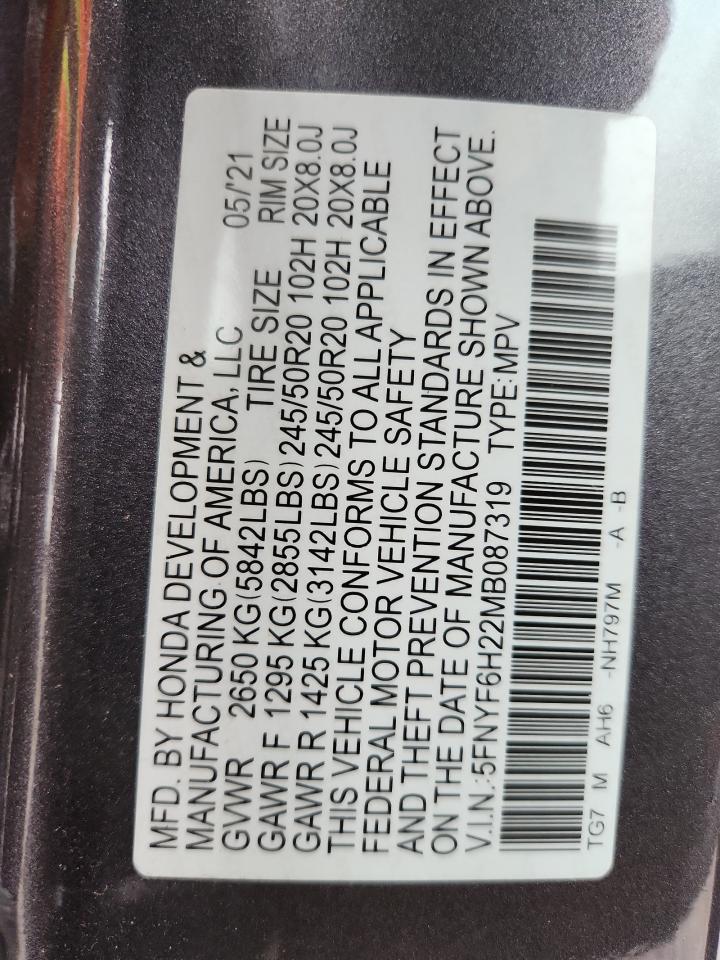 MFD. BY HONDA DEVELOPMENT &
MANUFACTURING OF AMERICA, LLC 05/'21
GVWR 2650 KG(5842LBS) TIRE SIZE RIM SIZE
GAWR F 1295 KG(2855LBS)245/50R20 102H 20X8.0J
GAWR R 1425 KG(3142LBS)245/50R20 102H 20X8.0J
THIS VEHICLE CONFORMS TO ALL APPLICABLE
FEDERAL MOTOR VEHICLE SAFETY
AND THEFT PREVENTION STANDARDS IN EFFECT
ON THE DATE OF MANUFACTURE SHOWN ABOVE.
V.I.N.:5FNYF6H22MB087319 TYPE:MPV
TG7 M AH6 -NH797M -A -B